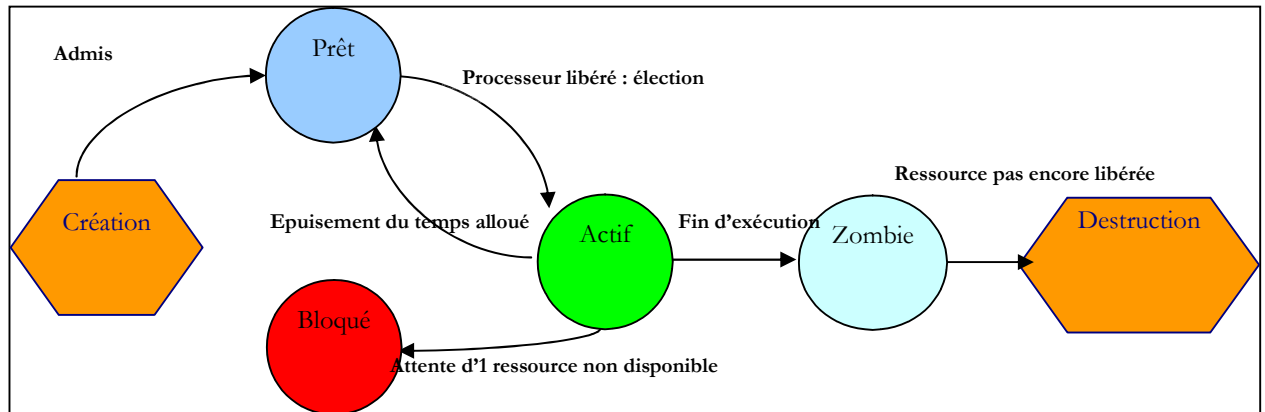 Prêt
Admis
Processeur libéré : élection
Ressource pas encore libérée
Création
Epuisement du temps alloué
Actif
Fin d’exécution
Zombie
Destruction
Bloqué
Attente d’1 ressource non disponible